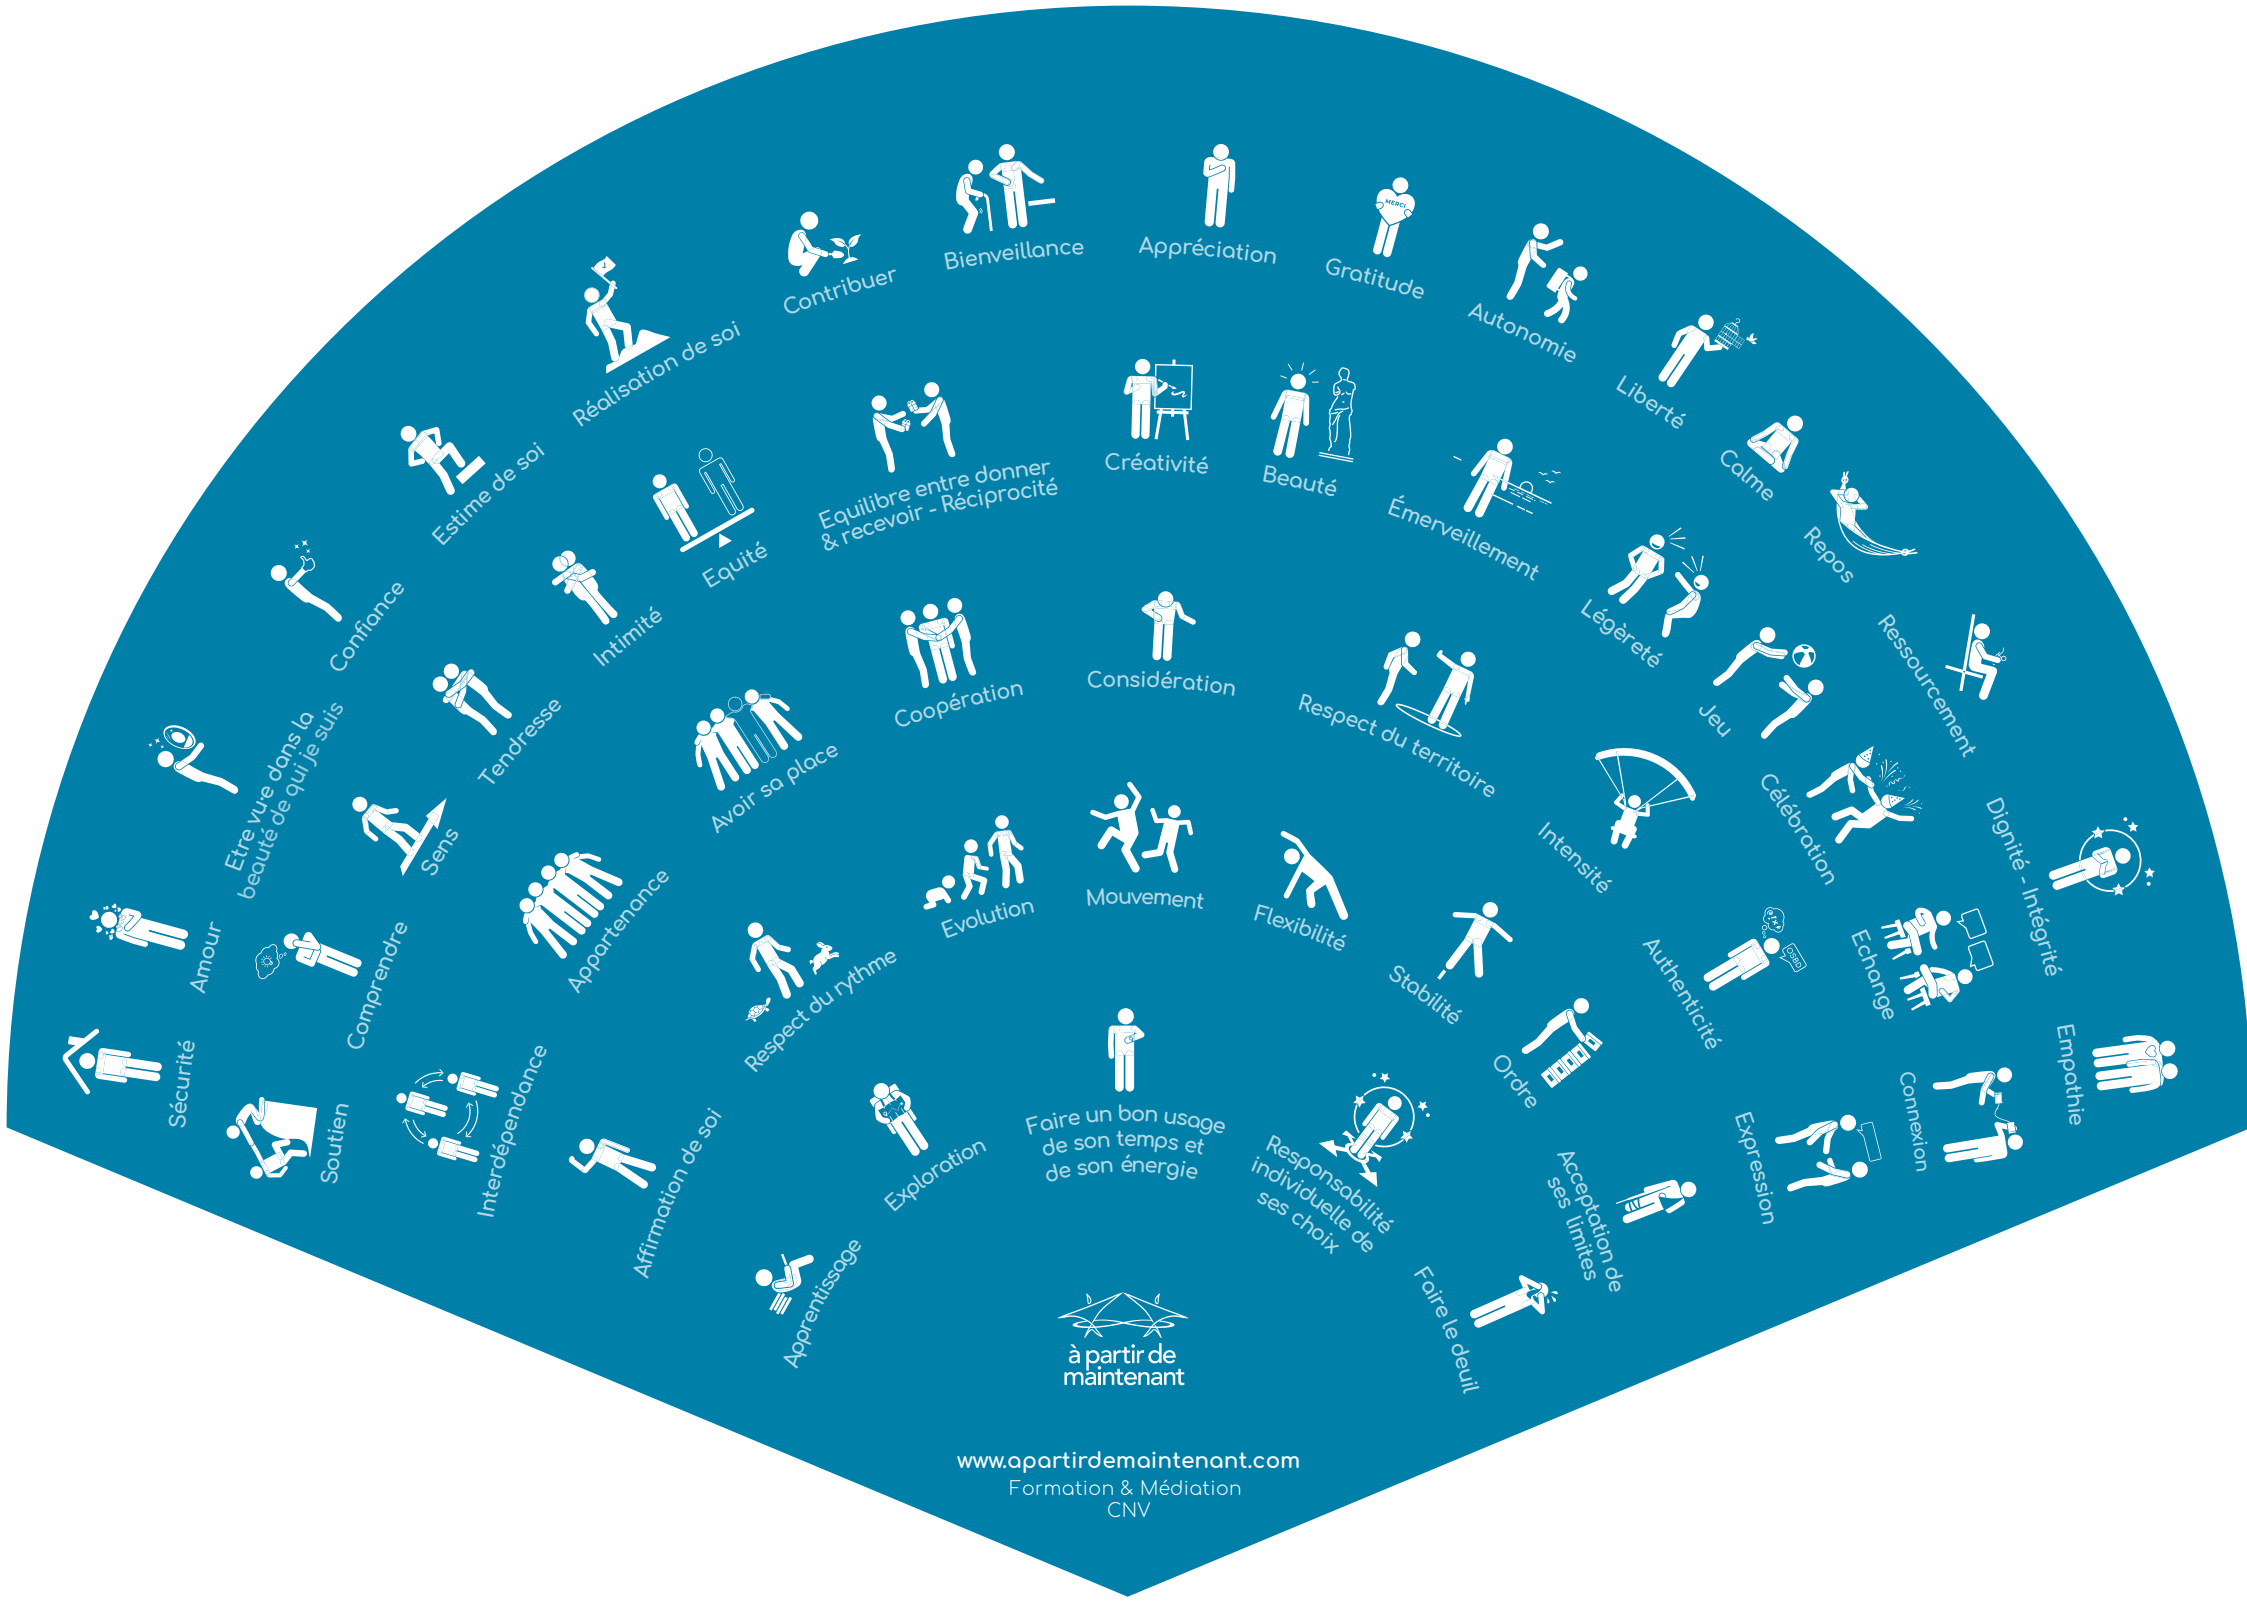 Sécurité
Amour
Etre vu·e dans la
beauté de qui je suis
Confiance
Estime de soi
Réalisation de soi
Contribuer
Bienveillance
Appréciation
MERCI
Gratitude
Autonomie
Liberté
Calme
Repos
Ressourcement
Dignité - Intégrité
Empathie
Soutien
Comprendre
Sens
Tendresse
Intimité
Equité
Equilibre entre donner
& recevoir - Réciprocité
Créativité
Beauté
Émerveillement
Légèreté
Jeu
Célébration
Echange
Connexion
Interdépendance
Appartenance
Avoir sa place
Coopération
Considération
Respect du territoire
Intensité
Authenticité
OSBD
Expression
Affirmation de soi
Respect du rythme
Evolution
Mouvement
Flexibilité
Stabilité
Ordre
Acceptation de
ses limites
Apprentissage
Exploration
Faire un bon usage
de son temps et
de son énergie
Responsabilité
individuelle de
ses choix
Faire le deuil
à partir de
maintenant
www.apartirdemaintenant.com
Formation & Médiation
CNV